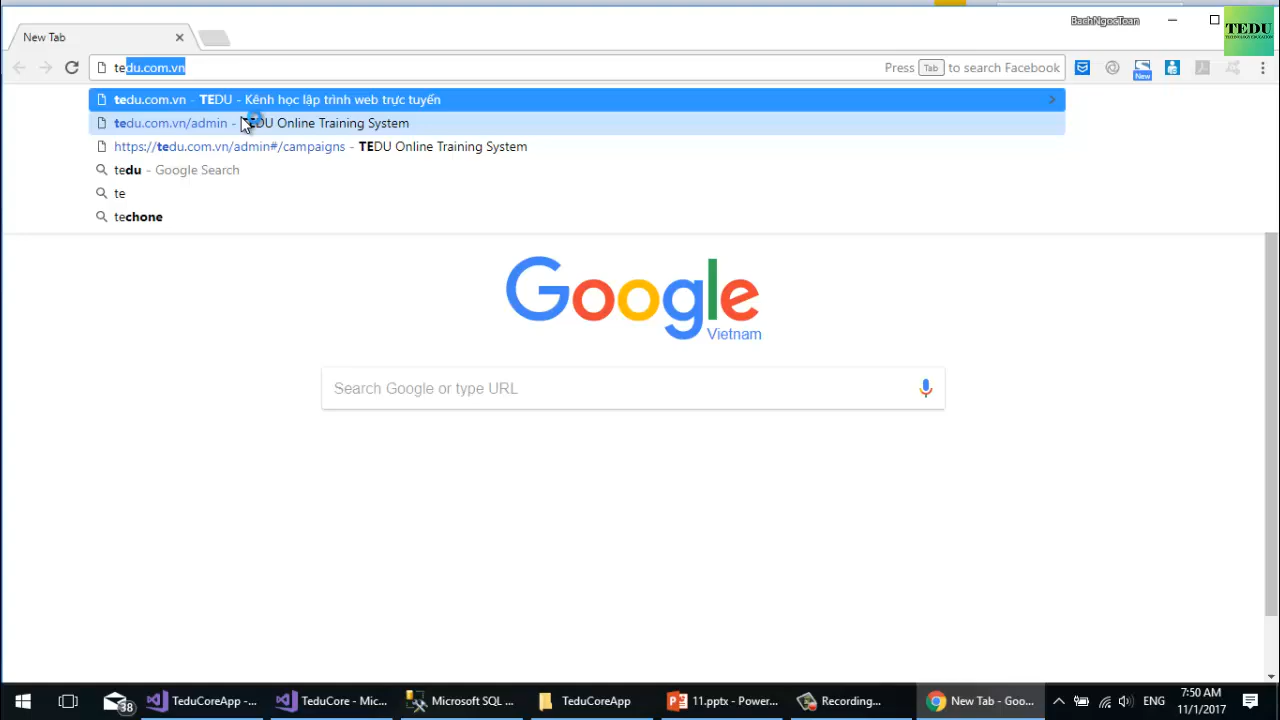 BachNgocToan
TEDU
TECHNOLOGY EDUCATION
New Tab
tedu.com.vn
Press Tab to search Facebook
New
tedu.com.vn - TEDU - Kênh học lập trình web trực tuyến
tedu.com.vn/admin - TEDU Online Training System
https://tedu.com.vn/admin#/campaigns - TEDU Online Training System
tedu - Google Search
te
techone
Google
Vietnam
Search Google or type URL
38
TeduCoreApp -...
TeduCore - Mic...
Microsoft SQL ...
TeduCoreApp
11.pptx - Power...
Recording...
New Tab - Goo...
ENG
7:50 AM
11/1/2017